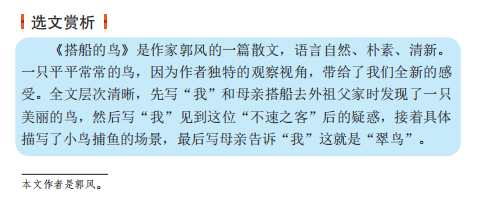 选文赏析
《搭船的鸟》是作家郭风的一篇散文，语言自然、朴素、清新。
一只平平常常的鸟，因为作者独特的观察视角，带给了我们全新的感
受。全文层次清晰，先写“我”和母亲搭船去外祖父家时发现了一只
美丽的鸟，然后写“我”见到这位“不速之客”后的疑惑，接着具体
描写了小鸟捕鱼的场景，最后写母亲告诉“我”这就是“翠鸟”。
本文作者是郭风。